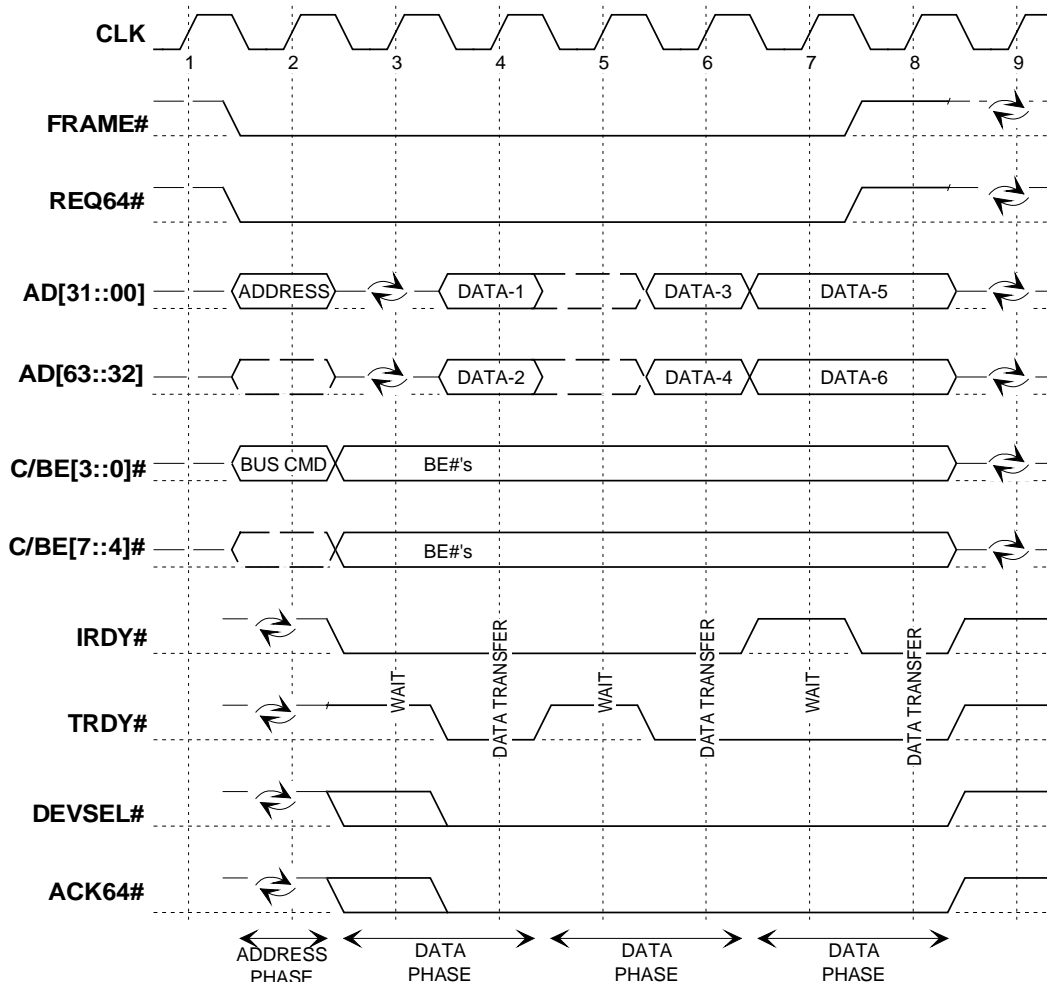 CLK
1 2 3 4 5 6 7 8 9
FRAME#
REQ64#
AD[31::00] ADDRESS DATA-1 DATA-3 DATA-5
AD[63::32] DATA-2 DATA-4 DATA-6
C/BE[3::0]# BUS CMD BE#'s
C/BE[7::4]# BE#'s
IRDY#
WAIT
DATA TRANSFER
WAIT
DATA TRANSFER
WAIT
DATA TRANSFER
TRDY#
DEVSEL#
ACK64#
ADDRESS
PHASE
DATA
PHASE
DATA
PHASE
DATA
PHASE